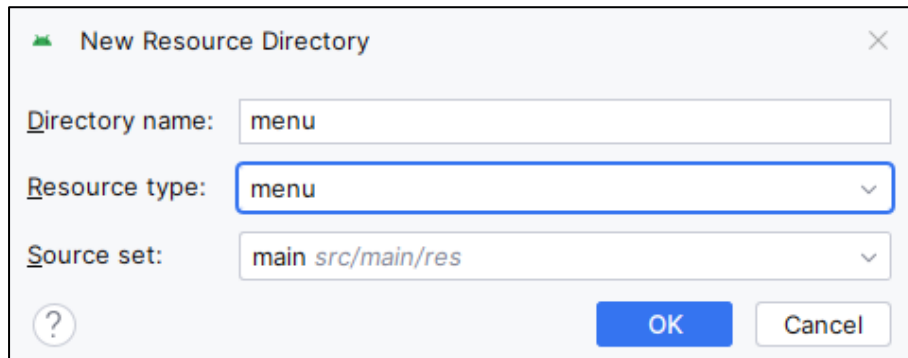 New Resource Directory
Directory name: menu
Resource type: menu
Source set: main src/main/res
? OK Cancel